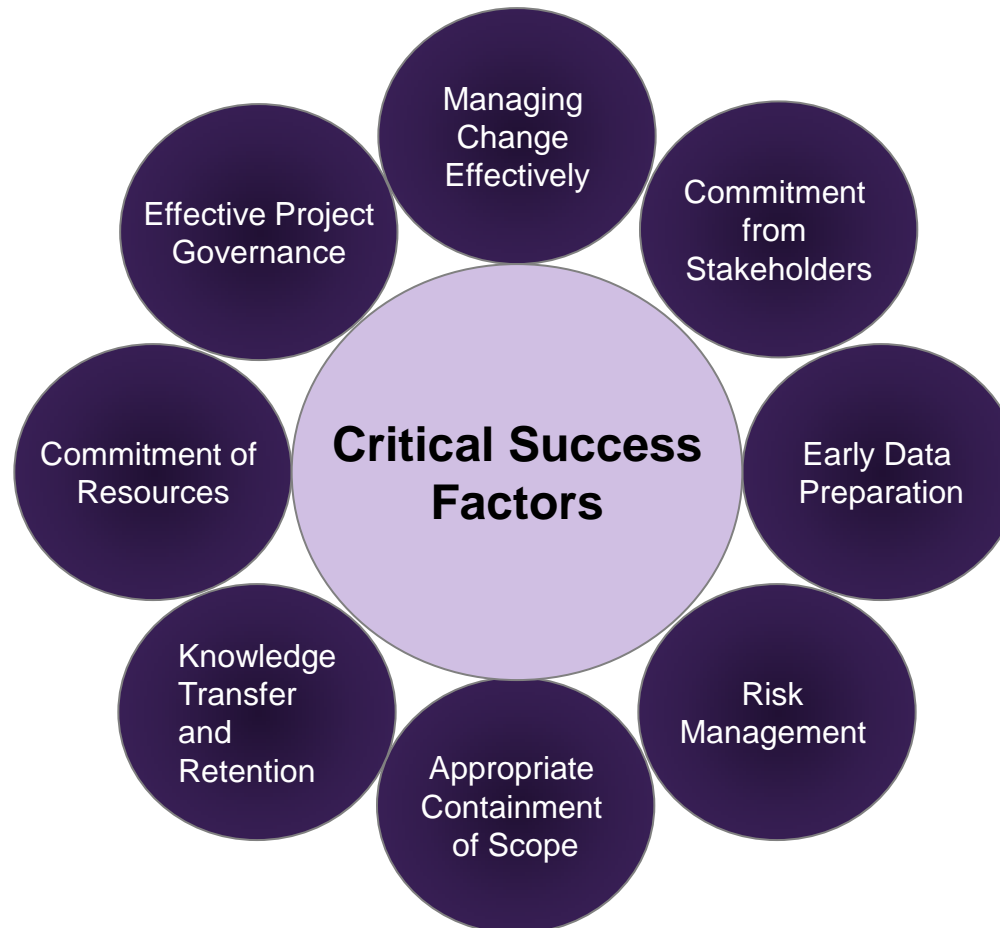 Managing
Change
Effectively
Commitment
from
Stakeholders
Early Data
Preparation
Risk
Management
Appropriate
Containment
of Scope
Knowledge
Transfer
and
Retention
Commitment of
Resources
Effective Project
Governance
Critical Success
Factors